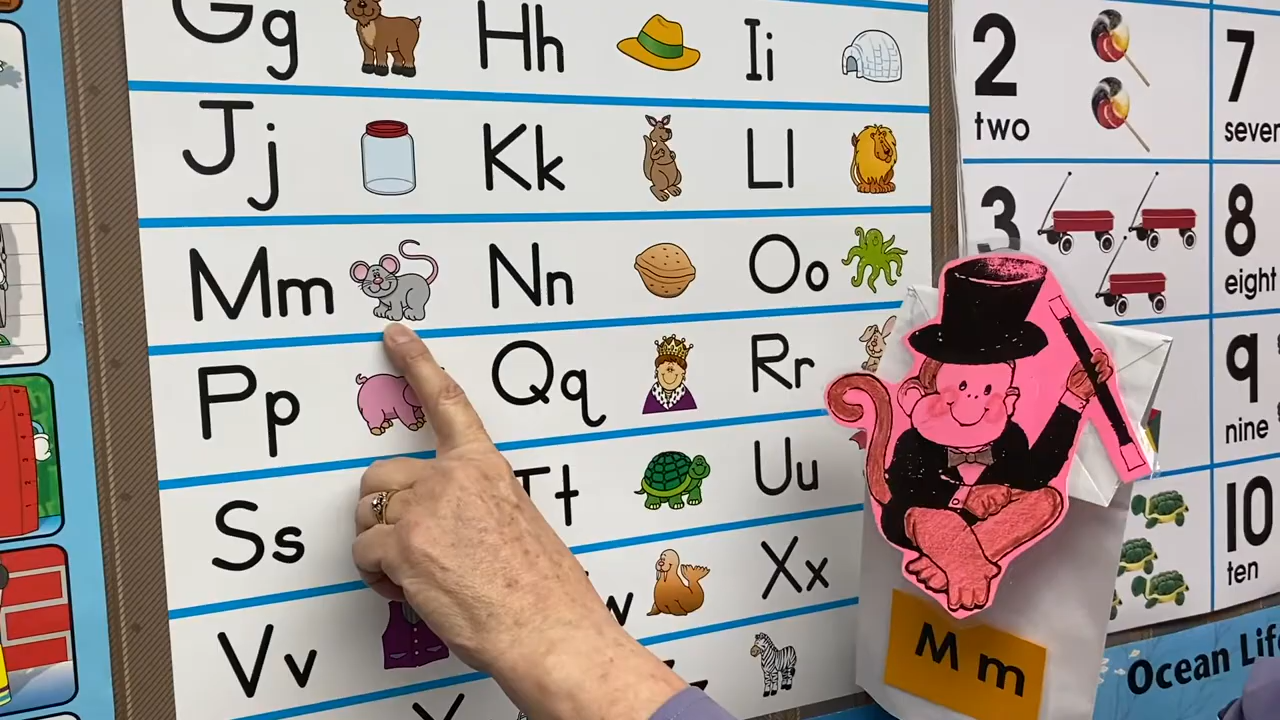 Gg Hh Ii
Jj Kk Ll
Mm Nn Oo
Pp Qq Rr
Ss Tt Uu
Vv w Xx
2
two
3
7
seven
8
eight
9
nine
10
ten
M m
Ocean Life